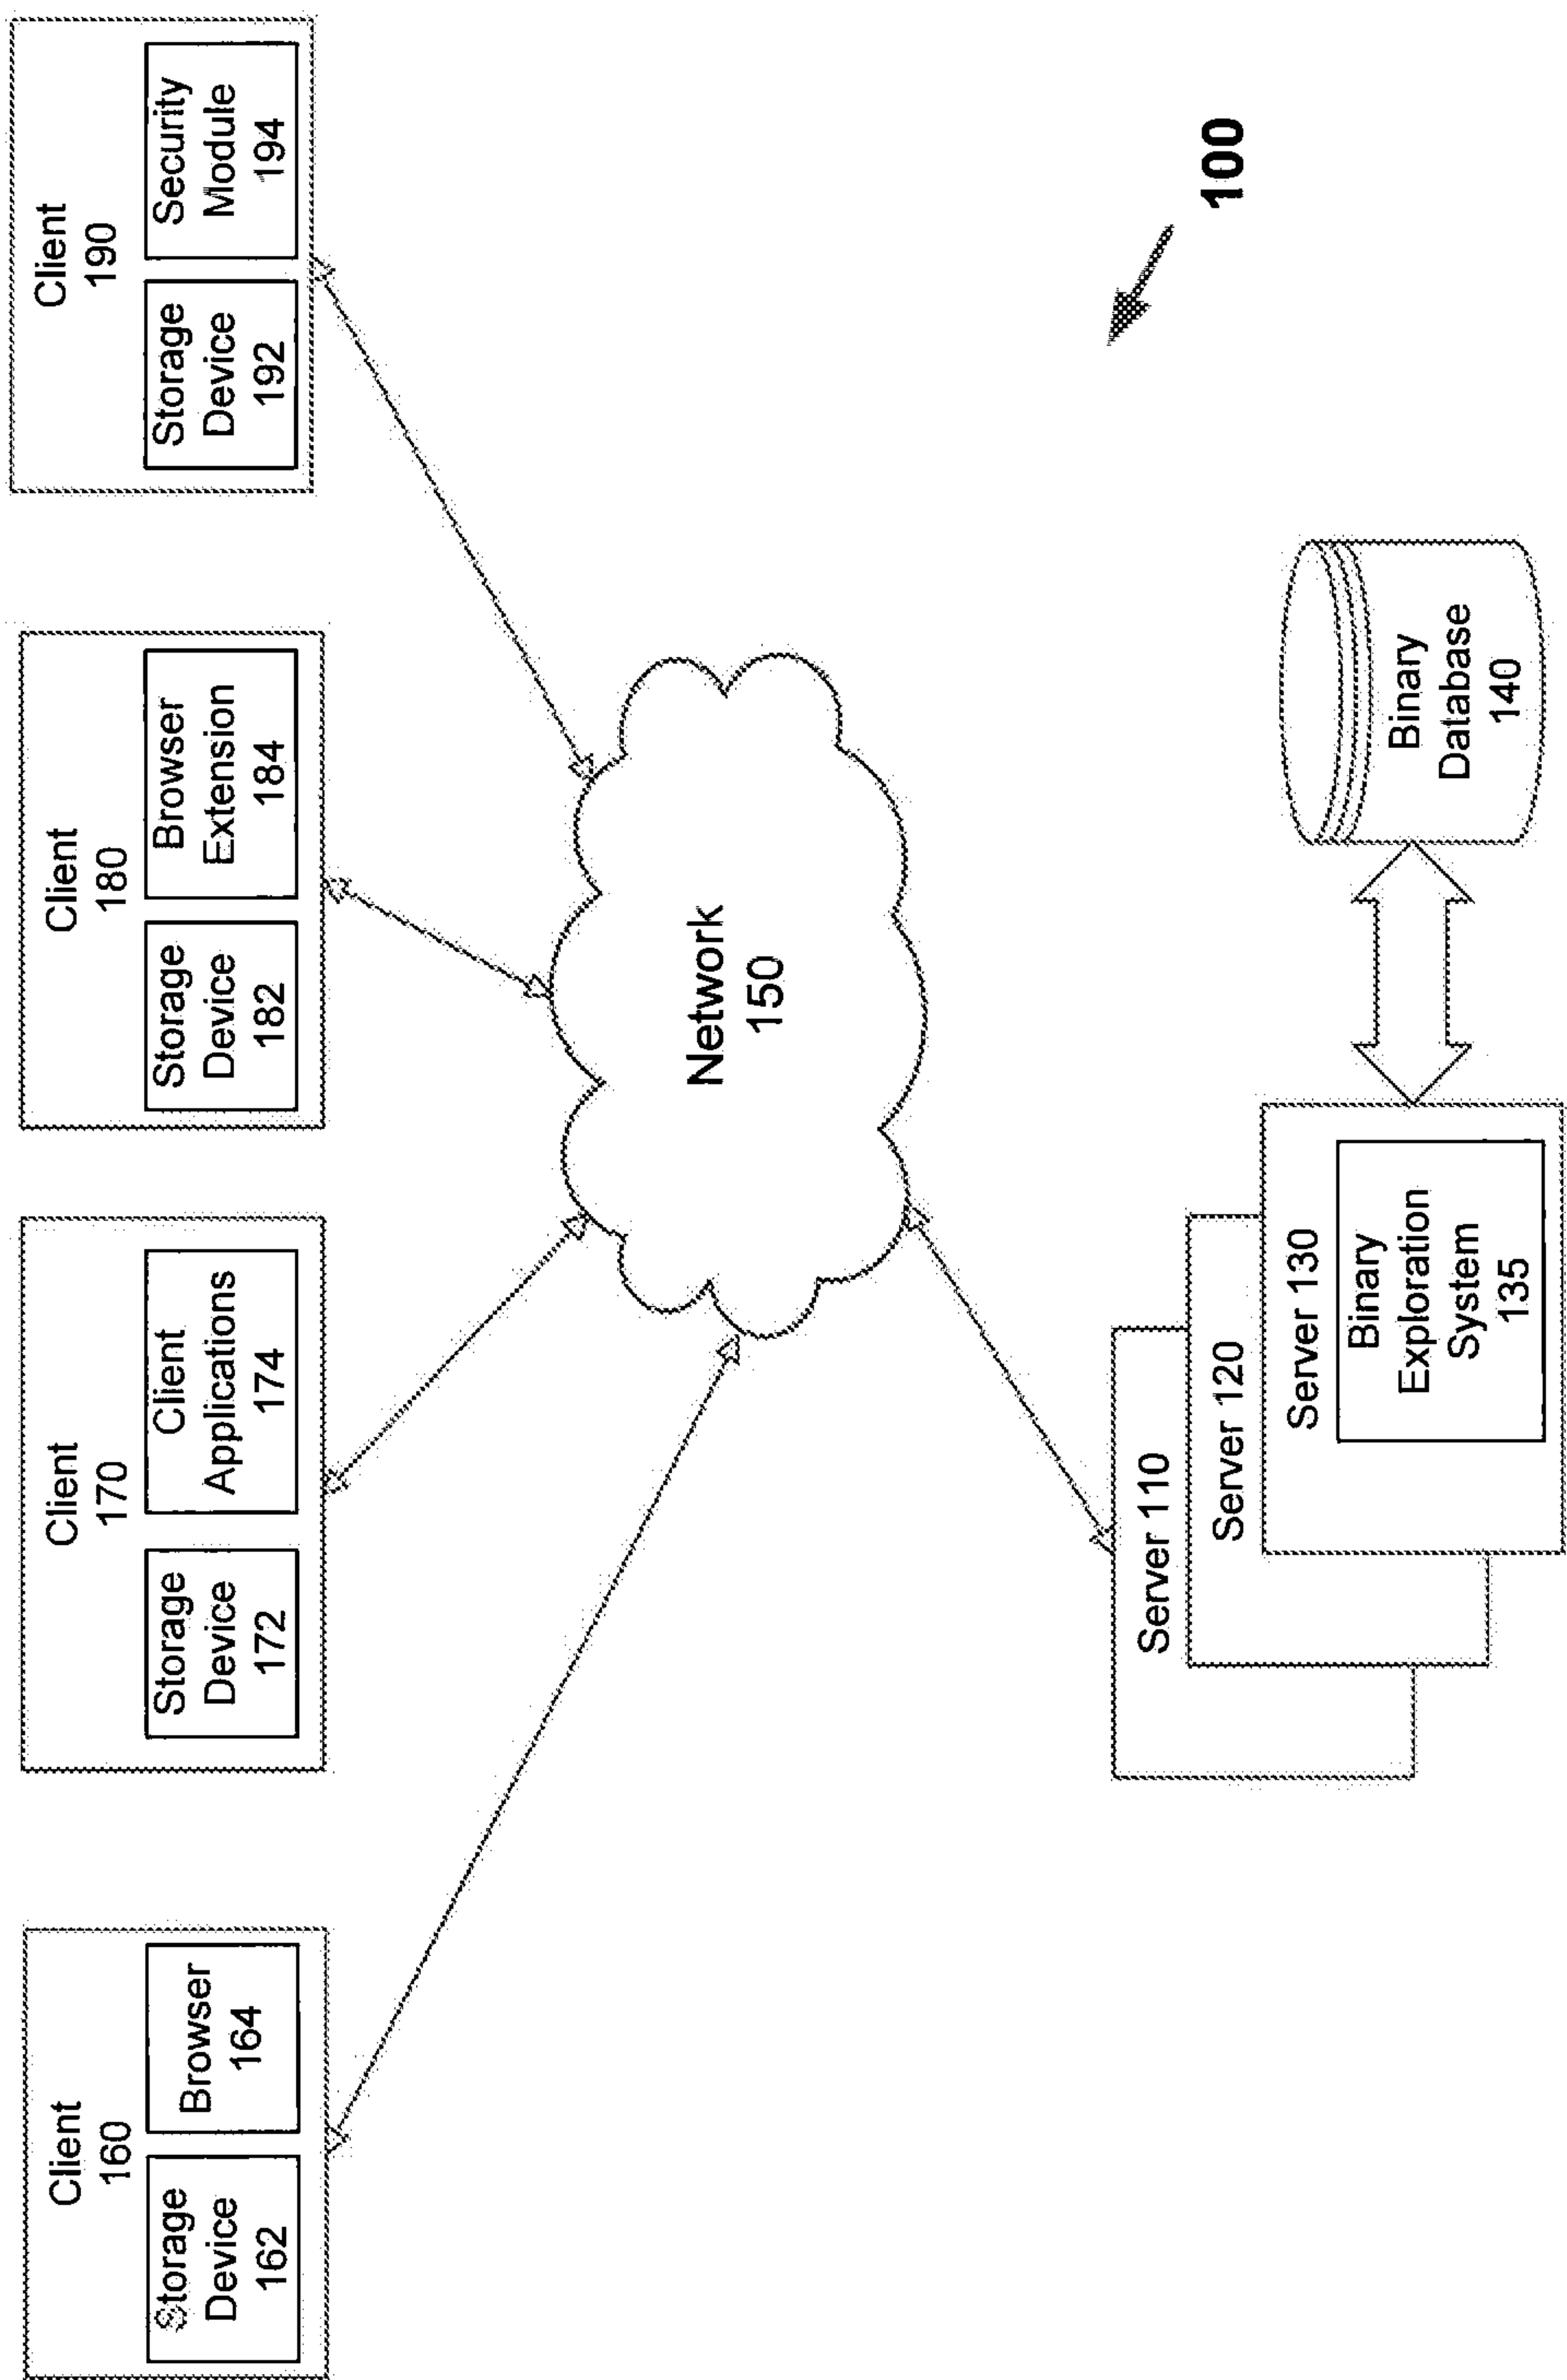 Client
160
Storage
Device
162
Browser
164
Client
170
Storage
Device
172
Client
Applications
174
Client
180
Storage
Device
182
Browser
Extension
184
Client
190
Storage
Device
192
Security
Module
194
Network
150
Server 110
Server 120
Server 130
Binary
Exploration
System
135
Binary
Database
140
100